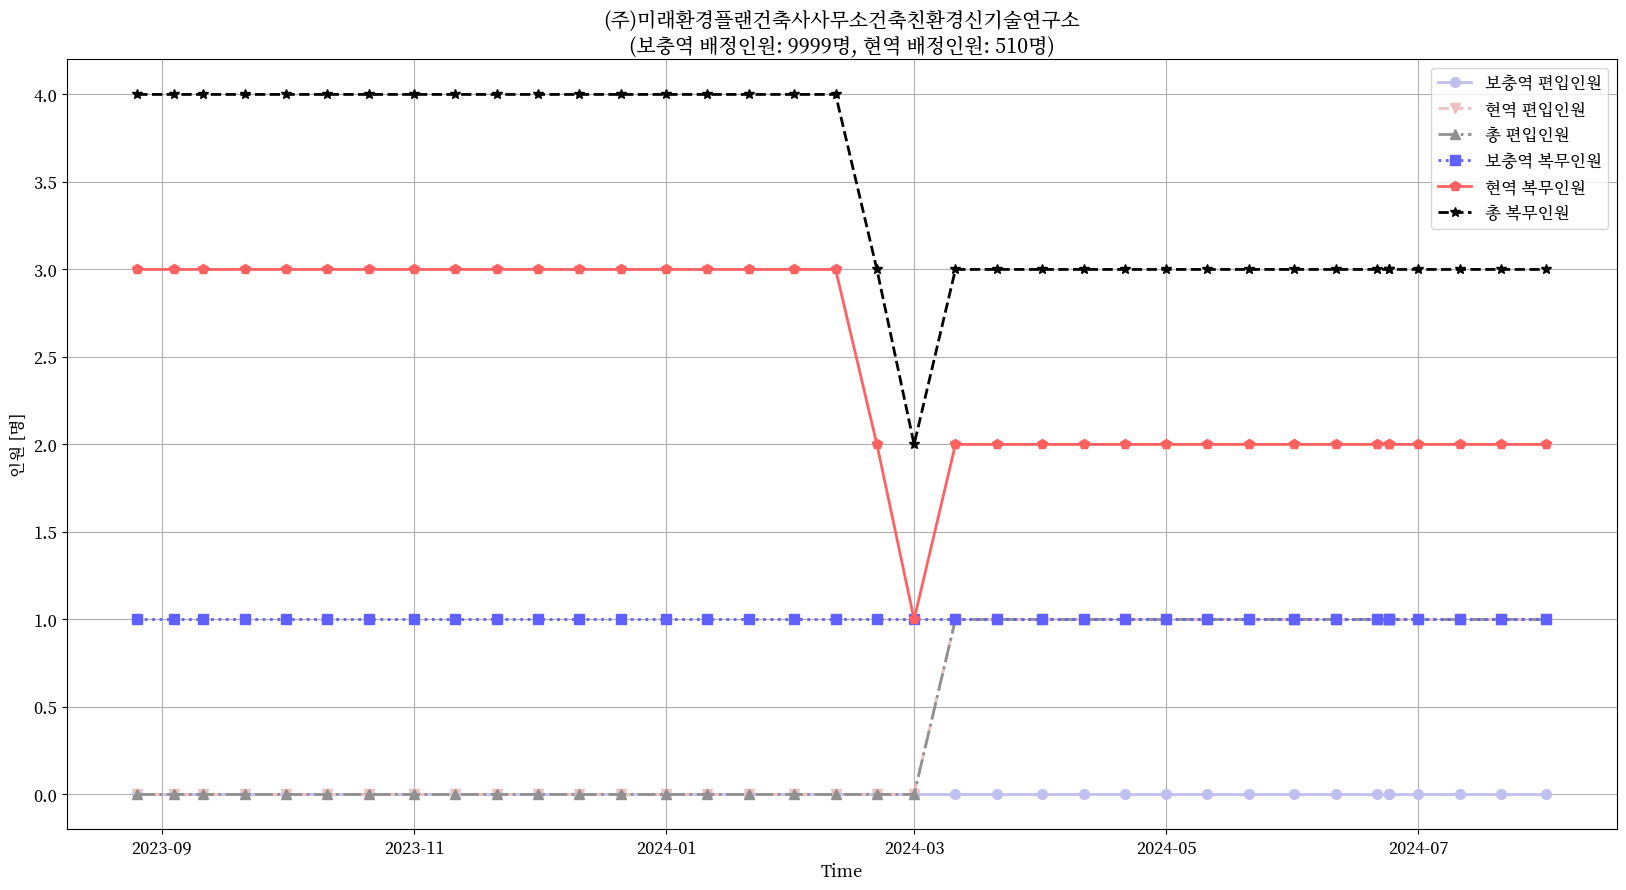 (주)미래환경플랜건축사사무소건축친환경신기술연구소
(보충역 배정인원: 9999명, 현역 배정인원: 510명)
보충역 편입인원
현역 편입인원
총 편입인원
보충역 복무인원
현역 복무인원
총 복무인원
4.0
3.5
3.0
2.5
2.0
1.5
1.0
0.5
0.0
인원 [명]
2023-09 2023-11 2024-01 2024-03 2024-05 2024-07
Time